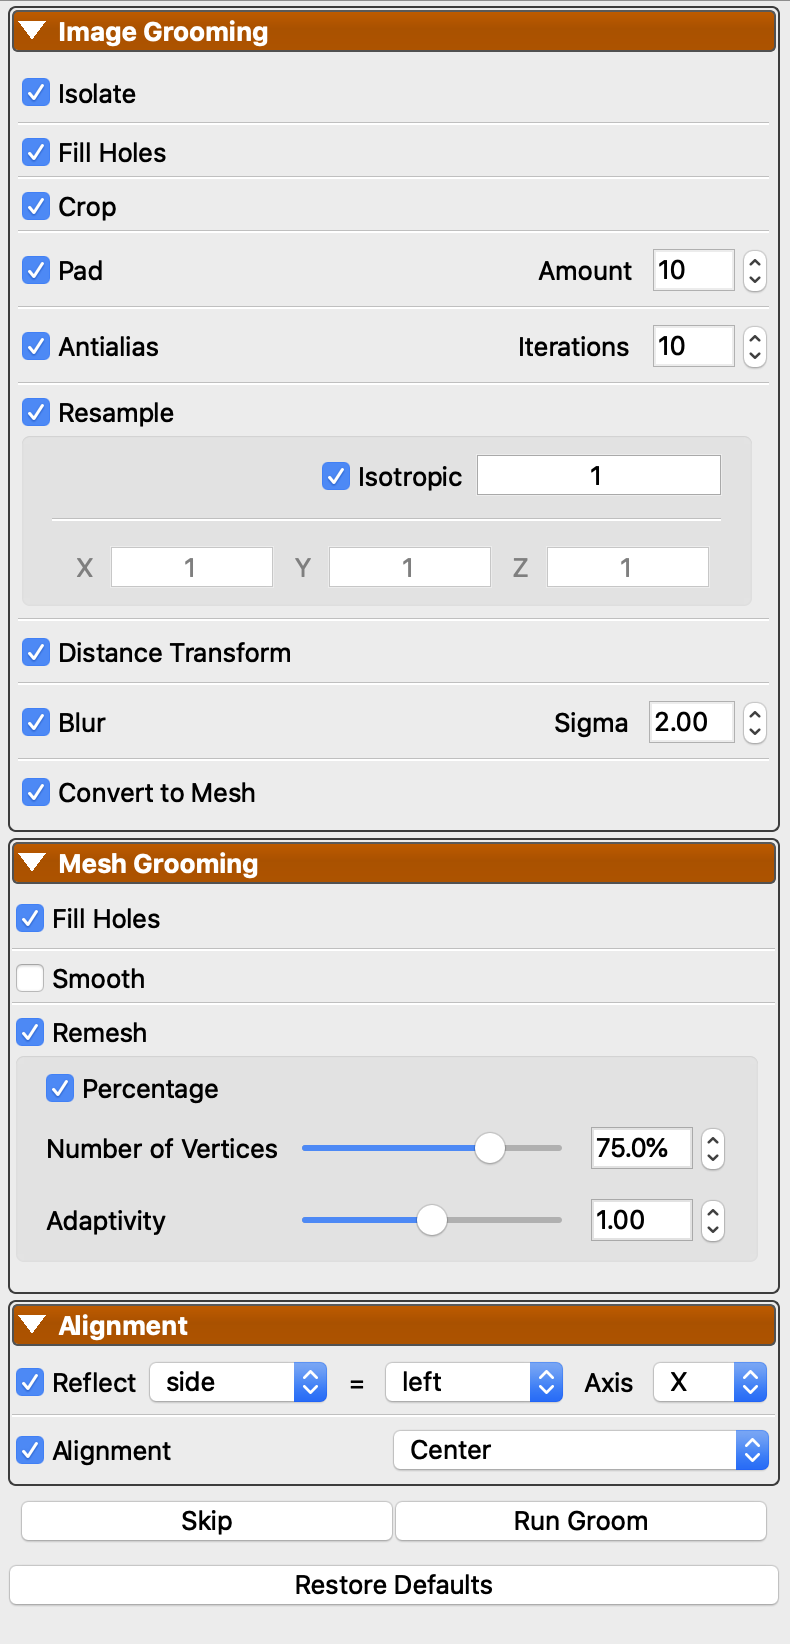 Image Grooming
Isolate
Fill Holes
Crop
Pad Amount 10
Antialias Iterations 10
Resample
Isotropic 1
X 1 Y 1 Z 1
Distance Transform
Blur Sigma 2.00
Convert to Mesh
Mesh Grooming
Fill Holes
Smooth
Remesh
Percentage
Number of Vertices 75.0%
Adaptivity 1.00
Alignment
Reflect side = left Axis X
Alignment Center
Skip Run Groom
Restore Defaults